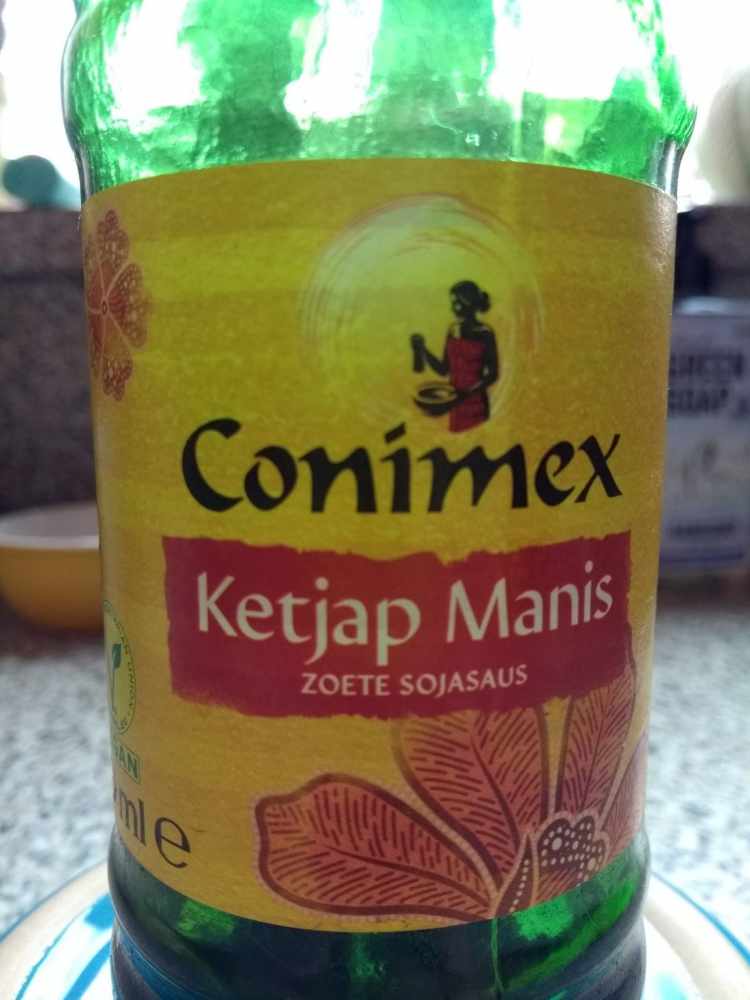 Conimex
Ketjap Manis
ZOETE SOJASAUS
ml e